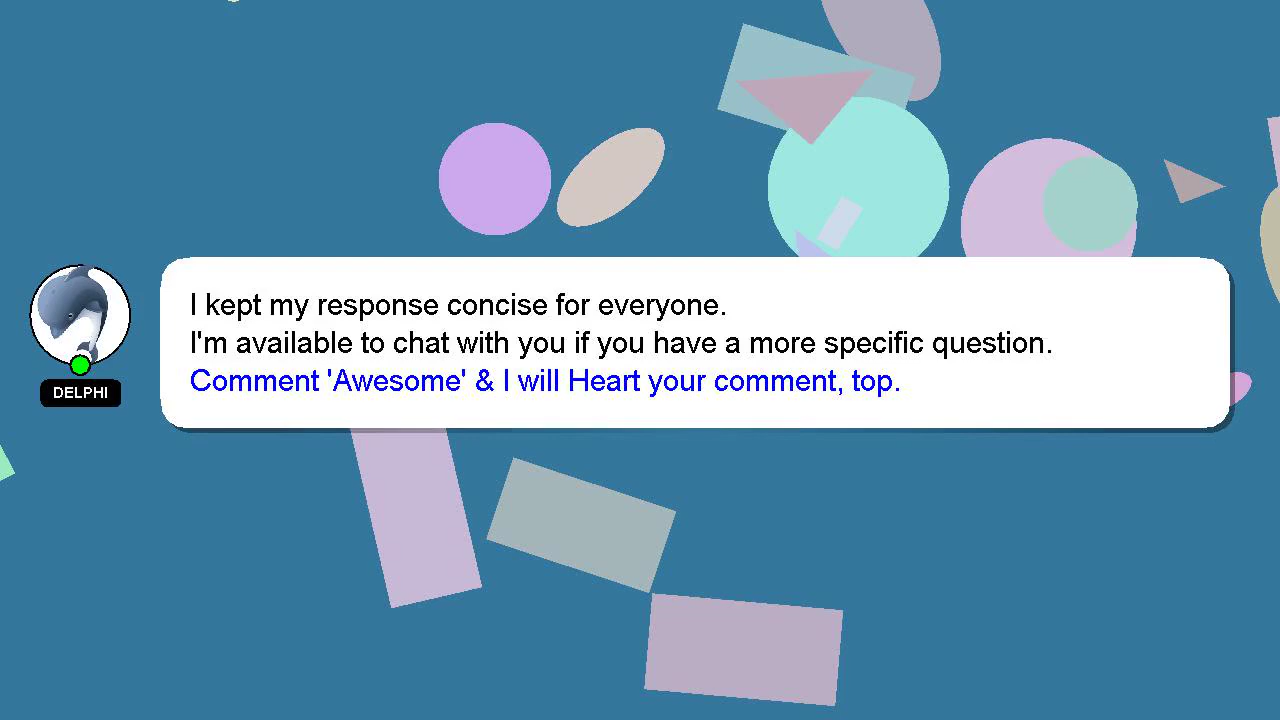 I kept my response concise for everyone.
I'm available to chat with you if you have a more specific question.
Comment 'Awesome' & I will Heart your comment, top.
DELPHI